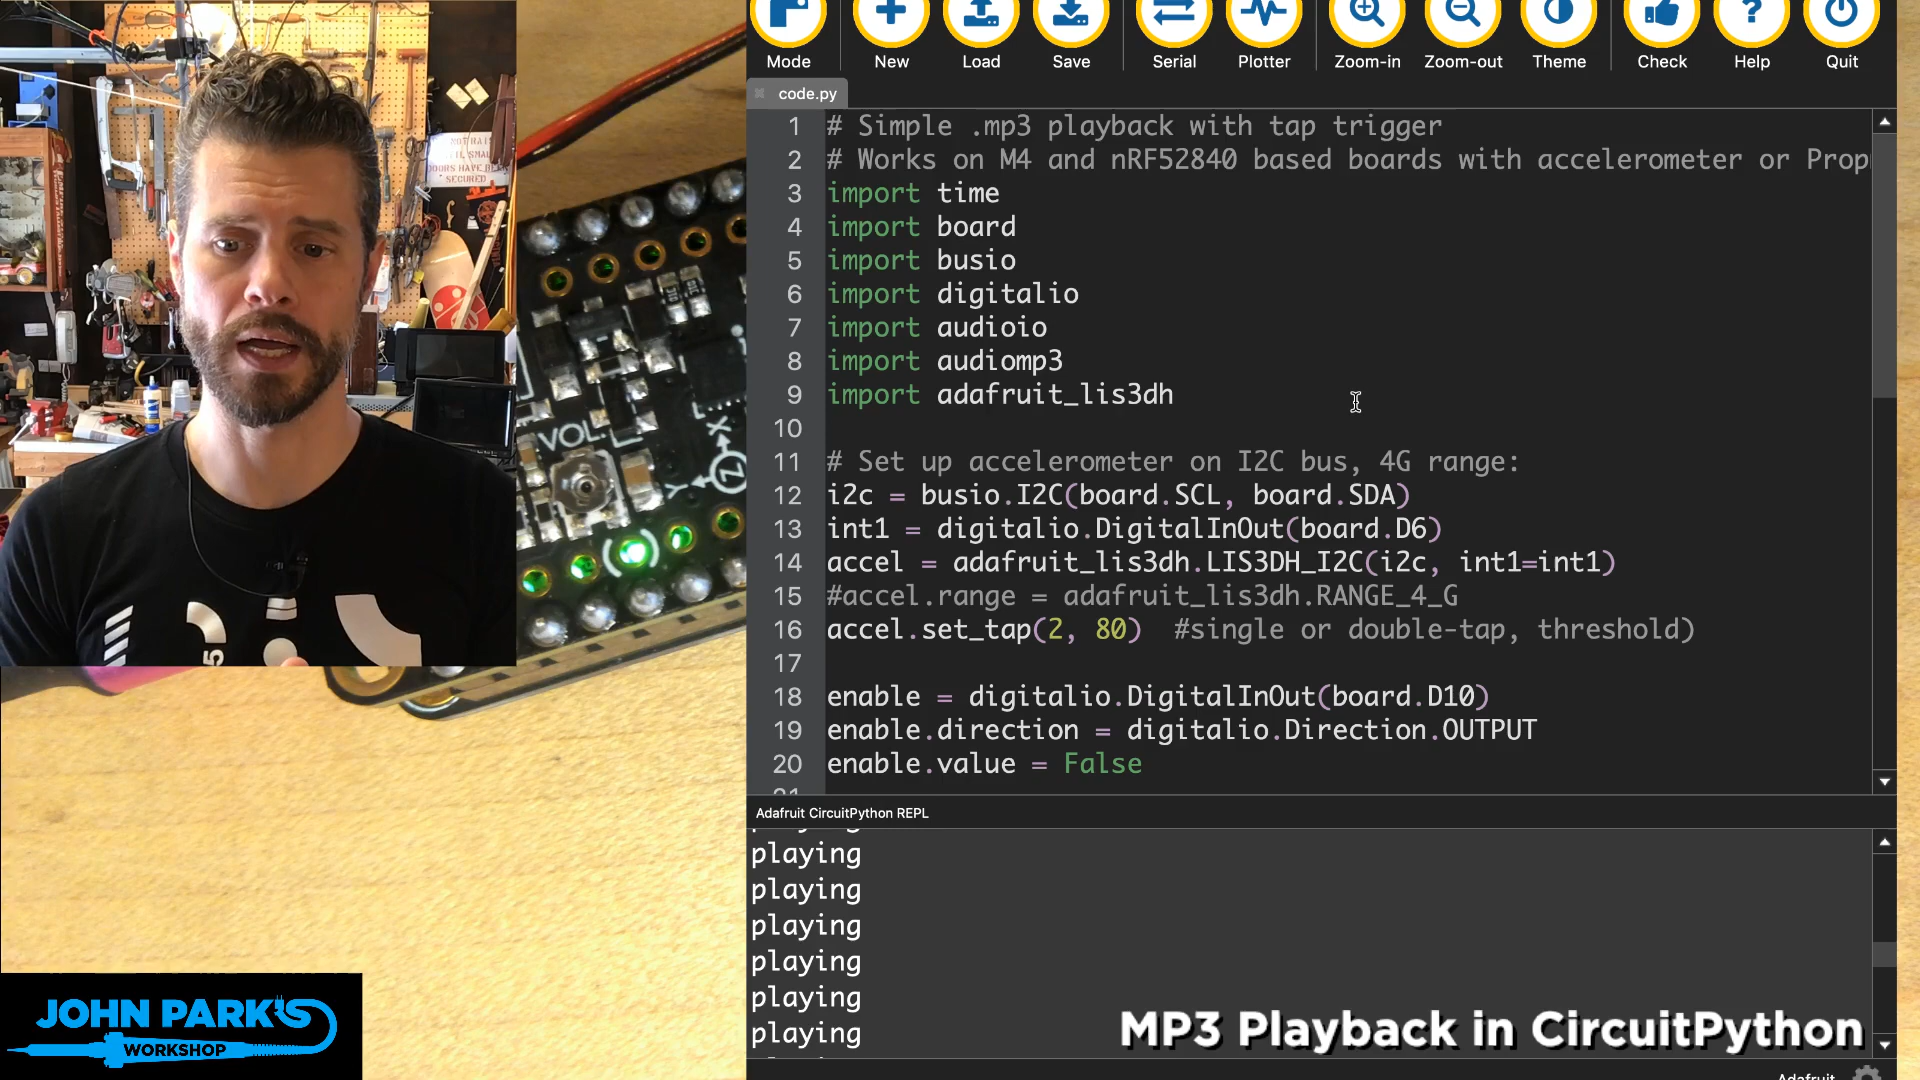 Mode
New
Load
Save
Serial
Plotter
Zoom-in
Zoom-out
Theme
Check
Help
Quit
code.py
1 # Simple .mp3 playback with tap trigger
2 # Works on M4 and nRF52840 based boards with accelerometer or Prop
3 import time
4 import board
5 import busio
6 import digitalio
7 import audioio
8 import audiomp3
9 import adafruit_lis3dh
10
11 # Set up accelerometer on I2C bus, 4G range:
12 i2c = busio.I2C(board.SCL, board.SDA)
13 int1 = digitalio.DigitalInOut(board.D6)
14 accel = adafruit_lis3dh.LIS3DH_I2C(i2c, int1=int1)
15 #accel.range = adafruit_lis3dh.RANGE_4_G
16 accel.set_tap(2, 80)  #single or double-tap, threshold)
17
18 enable = digitalio.DigitalInOut(board.D10)
19 enable.direction = digitalio.Direction.OUTPUT
20 enable.value = False
21
Adafruit CircuitPython REPL
playing
playing
playing
playing
playing
playing
MP3 Playback in CircuitPython
Adafruit
VOL.
X
Y
Z
DOORS HAVE BEEN
SECURED
5
JOHN PARK'S
WORKSHOP